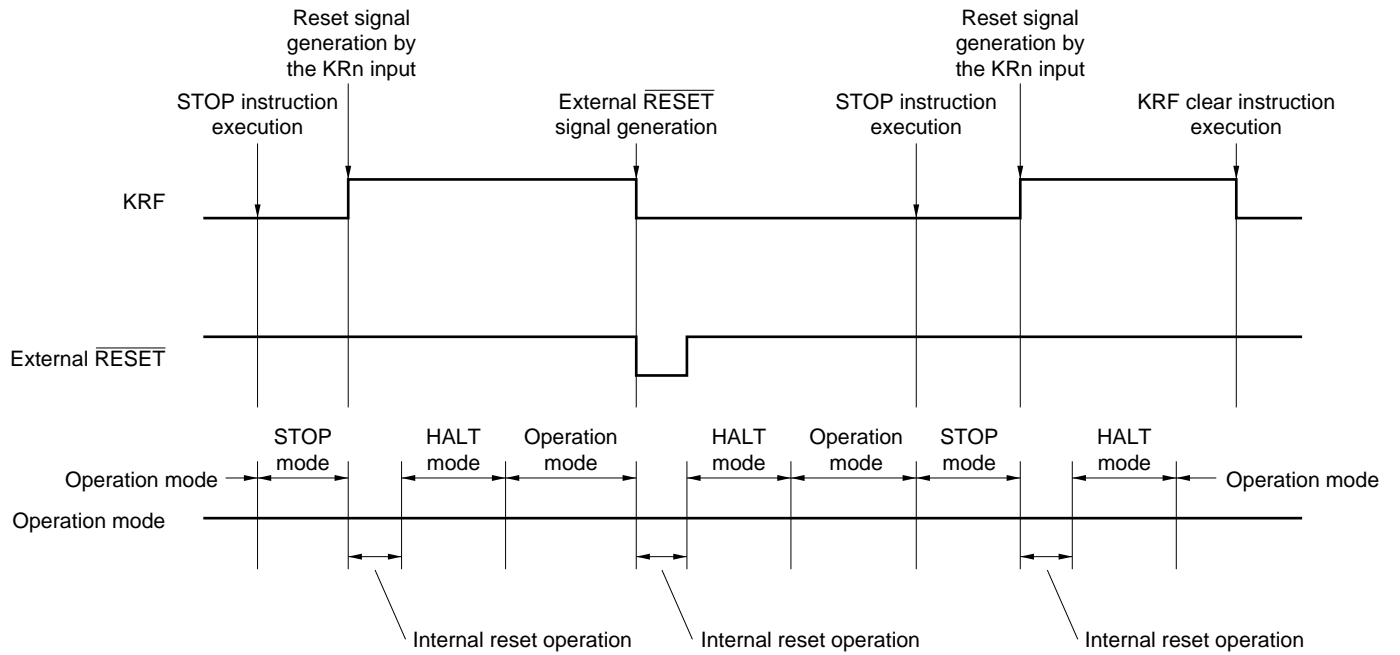 Reset signal
generation by
the KRn input
Reset signal
generation by
the KRn input
STOP instruction
execution
External RESET
signal generation
STOP instruction
execution
KRF clear instruction
execution
KRF
External RESET
STOP
mode
HALT
mode
Operation
mode
HALT
mode
Operation
mode
STOP
mode
HALT
mode
Operation mode
Operation mode
Operation mode
Internal reset operation
Internal reset operation
Internal reset operation